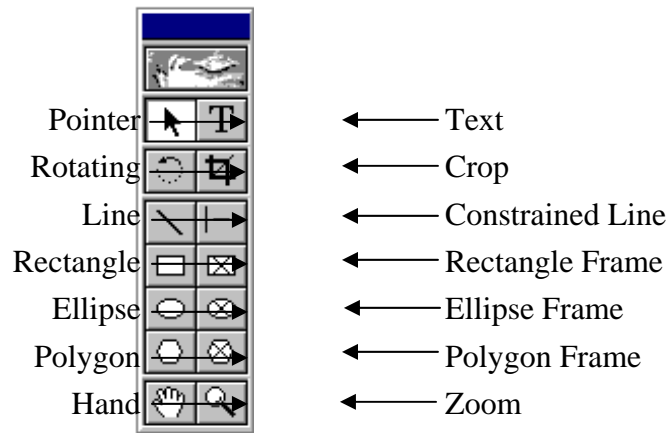 Pointer T Text
Rotating Crop
Line Constrained Line
Rectangle Rectangle Frame
Ellipse Ellipse Frame
Polygon Polygon Frame
Hand Zoom